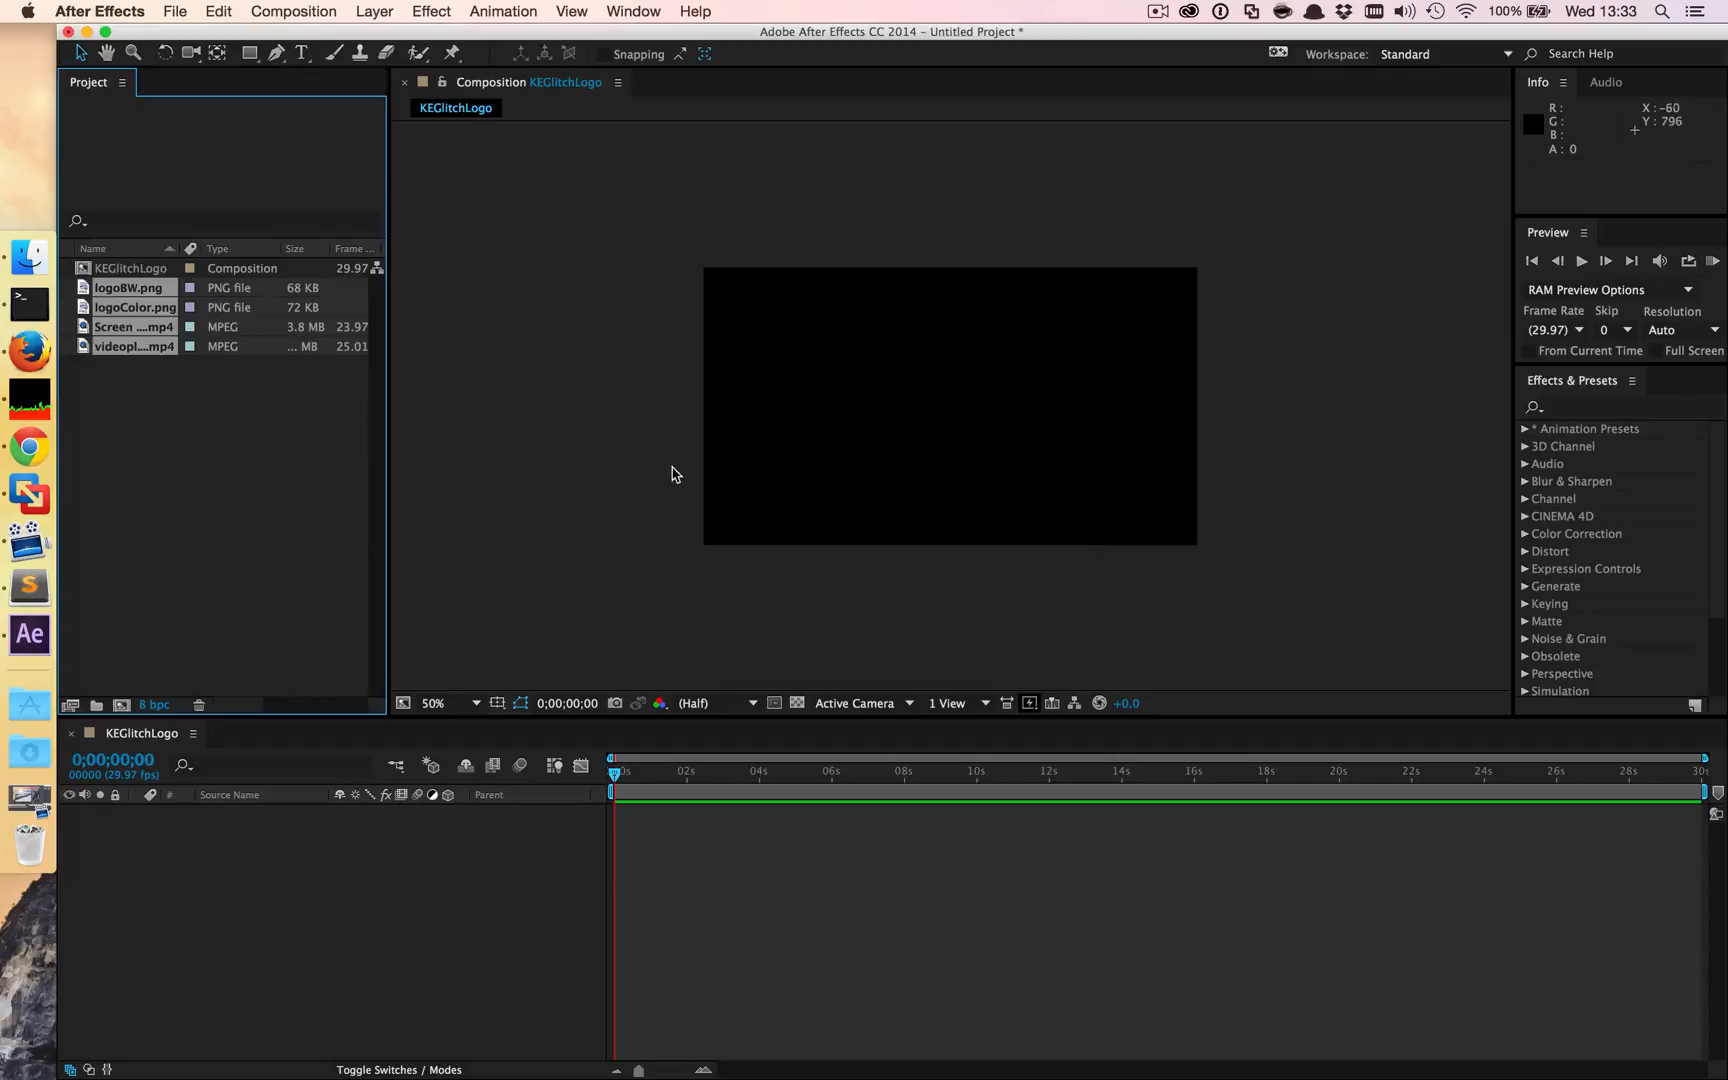 After Effects File Edit Composition Layer Effect Animation View Window Help 100% Wed 13:33
Adobe After Effects CC 2014 – Untitled Project *
T Snapping Workspace: Standard Search Help
Project
Composition KEGlitchLogo
Info Audio
KEGlitchLogo
R :
G :
B :
A : 0
X : -60
Y : 796
Preview
Name Type Size Frame ...
KEGlitchLogo Composition 29.97
logoBW.png PNG file 68 KB
logoColor.png PNG file 72 KB
Screen ....mp4 MPEG 3.8 MB 23.97
videopl....mp4 MPEG ... MB 25.01
RAM Preview Options
Frame Rate Skip Resolution
(29.97) 0 Auto
From Current Time Full Screen
Effects & Presets
* Animation Presets
3D Channel
Audio
Blur & Sharpen
Channel
CINEMA 4D
Color Correction
Distort
Expression Controls
Generate
Keying
Matte
Noise & Grain
Obsolete
Perspective
Simulation
>_
S
Ae
8 bpc
50% 0;00;00;00 (Half) Active Camera 1 View +0.0
KEGlitchLogo
0;00;00;00
00000 (29.97 fps)
02s 04s 06s 08s 10s 12s 14s 16s 18s 20s 22s 24s 26s 28s
# Source Name fx Parent
Toggle Switches / Modes